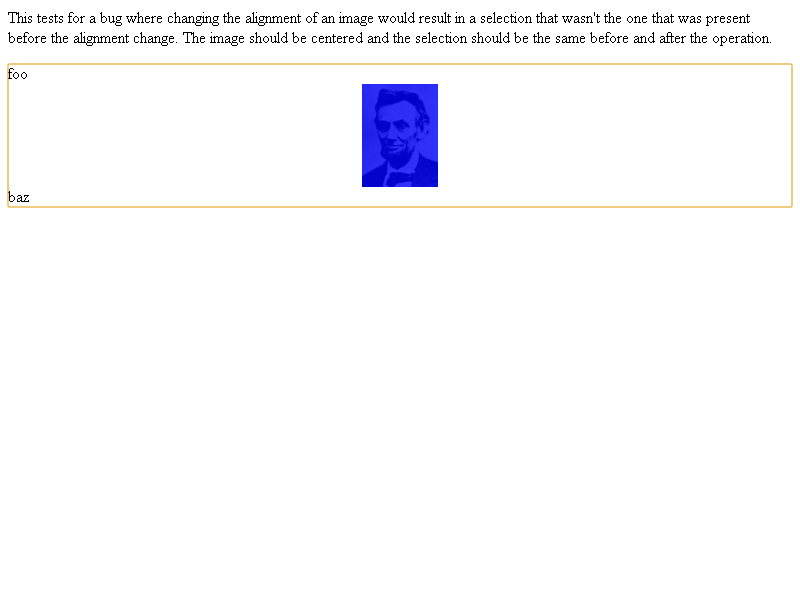 This tests for a bug where changing the alignment of an image would result in a selection that wasn't the one that was present
before the alignment change. The image should be centered and the selection should be the same before and after the operation.
foo
baz